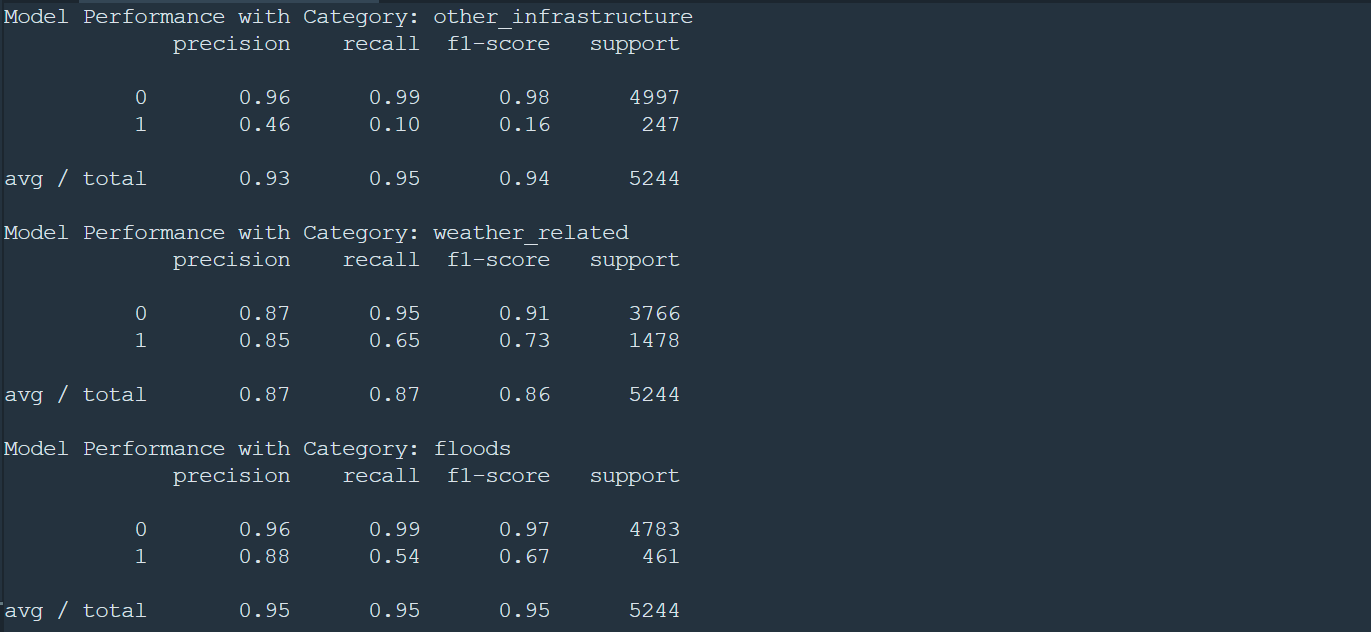 Model Performance with Category: other_infrastructure
precision recall f1-score support
0 0.96 0.99 0.98 4997
1 0.46 0.10 0.16 247
avg / total 0.93 0.95 0.94 5244
Model Performance with Category: weather_related
precision recall f1-score support
0 0.87 0.95 0.91 3766
1 0.85 0.65 0.73 1478
avg / total 0.87 0.87 0.86 5244
Model Performance with Category: floods
precision recall f1-score support
0 0.96 0.99 0.97 4783
1 0.88 0.54 0.67 461
avg / total 0.95 0.95 0.95 5244